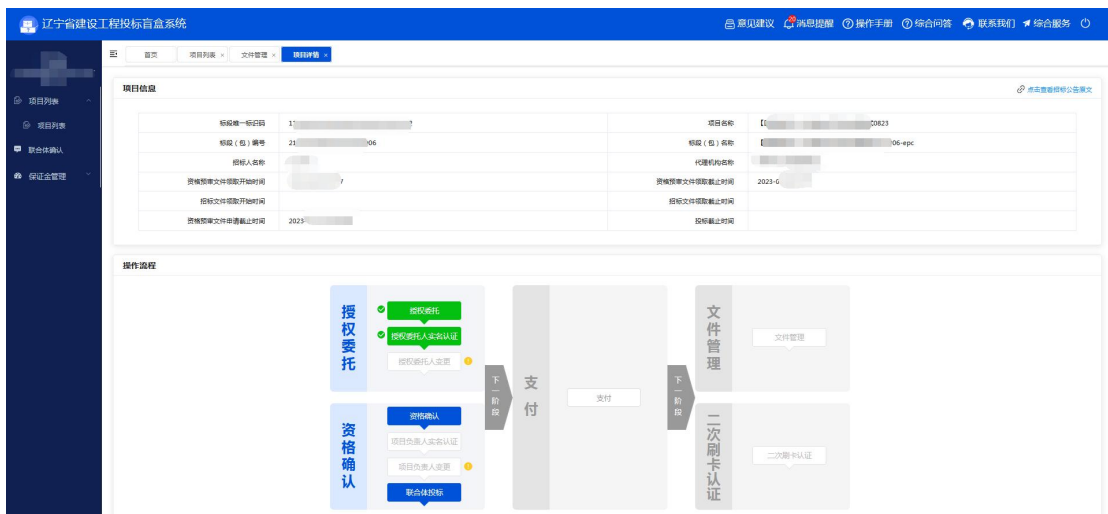 辽宁省建设工程投标盲盒系统
意见建议 消息提醒 操作手册 综合问答 联系我们 综合服务
首页 项目列表 × 文件管理 × 项目详情 ×
项目列表
项目列表
联合体确认
保证金管理
项目信息 点击查看招标公告原文
标段唯一标识码 1 项目名称 0823
标段（包）编号 21 06 标段（包）名称 06-epc
招标人名称 代理机构名称
资格预审文件领取开始时间 资格预审文件领取截止时间 2023-
招标文件领取开始时间 招标文件领取截止时间
资格预审文件申请截止时间 2023 投标截止时间
操作流程
授权委托
授权委托
授权委托人实名认证
授权委托人变更
资格确认
资格确认
项目负责人实名认证
项目负责人变更
联合体投标
下一阶段
支付
支付
下一阶段
文件管理
文件管理
二次刷卡认证
二次刷卡认证